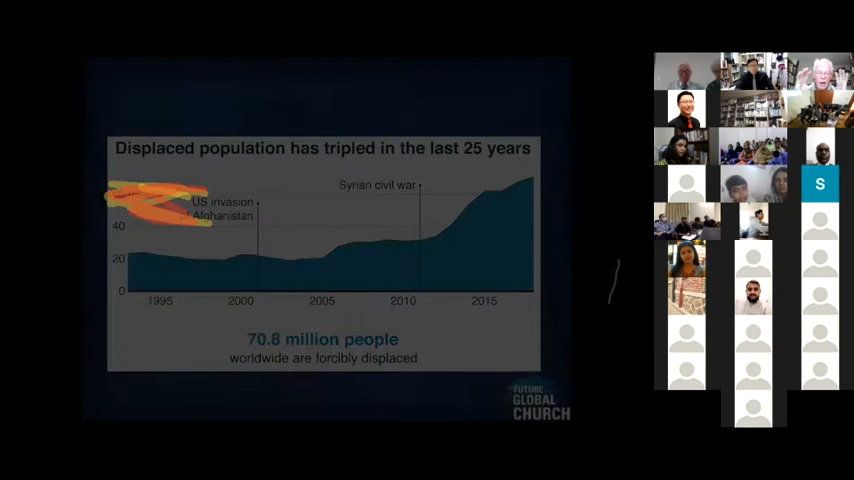 Displaced population has tripled in the last 25 years
Syrian civil war
US invasion
Afghanistan
40
20
0
1995
2000
2005
2010
2015
70.8 million people
worldwide are forcibly displaced
FUTURE
GLOBAL
CHURCH
S